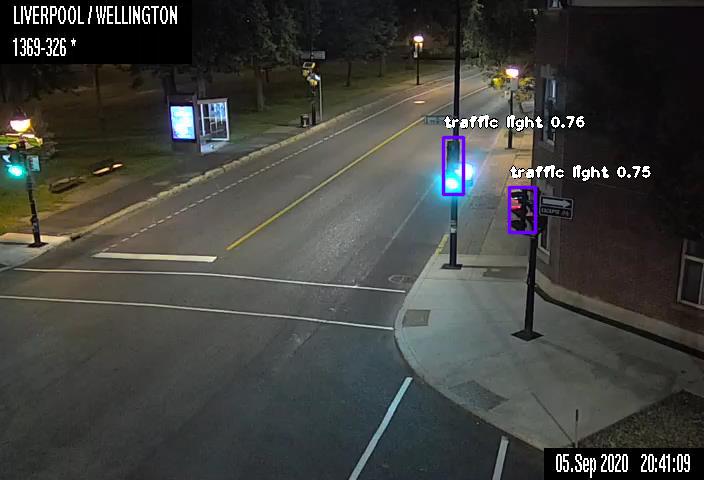 LIVERPOOL / WELLINGTON
1369-326 *
traffic light 0.76
traffic light 0.75
05.Sep 2020 20:41:09